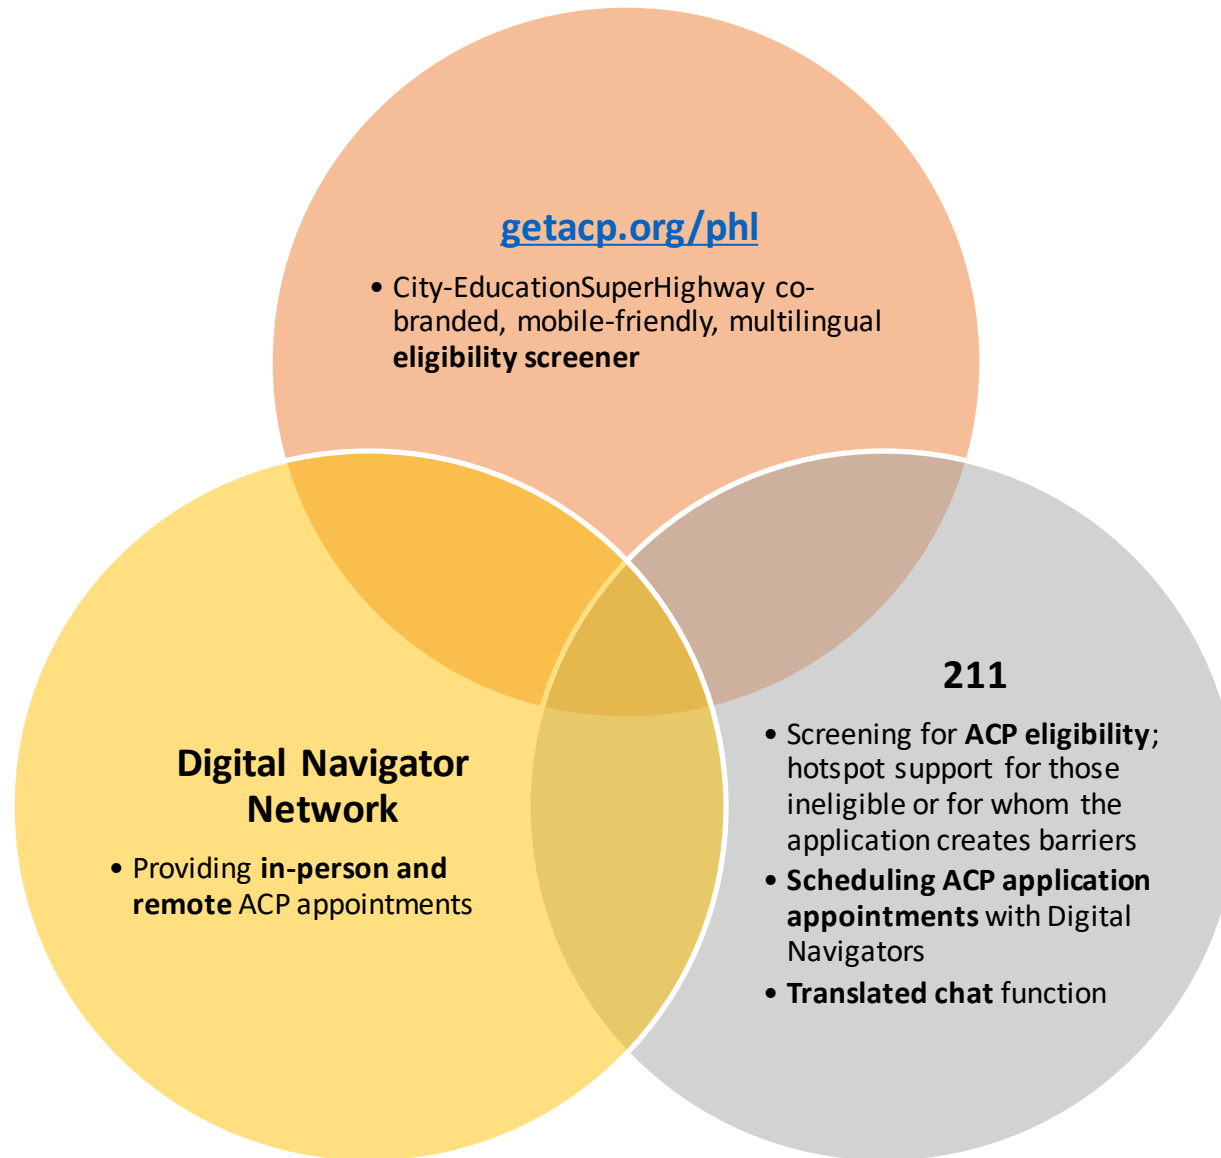 getacp.org/phl
• City-EducationSuperHighway co-
branded, mobile-friendly, multilingual
eligibility screener
Digital Navigator
Network
• Providing in-person and
remote ACP appointments
211
• Screening for ACP eligibility;
hotspot support for those
ineligible or for whom the
application creates barriers
• Scheduling ACP application
appointments with Digital
Navigators
• Translated chat function